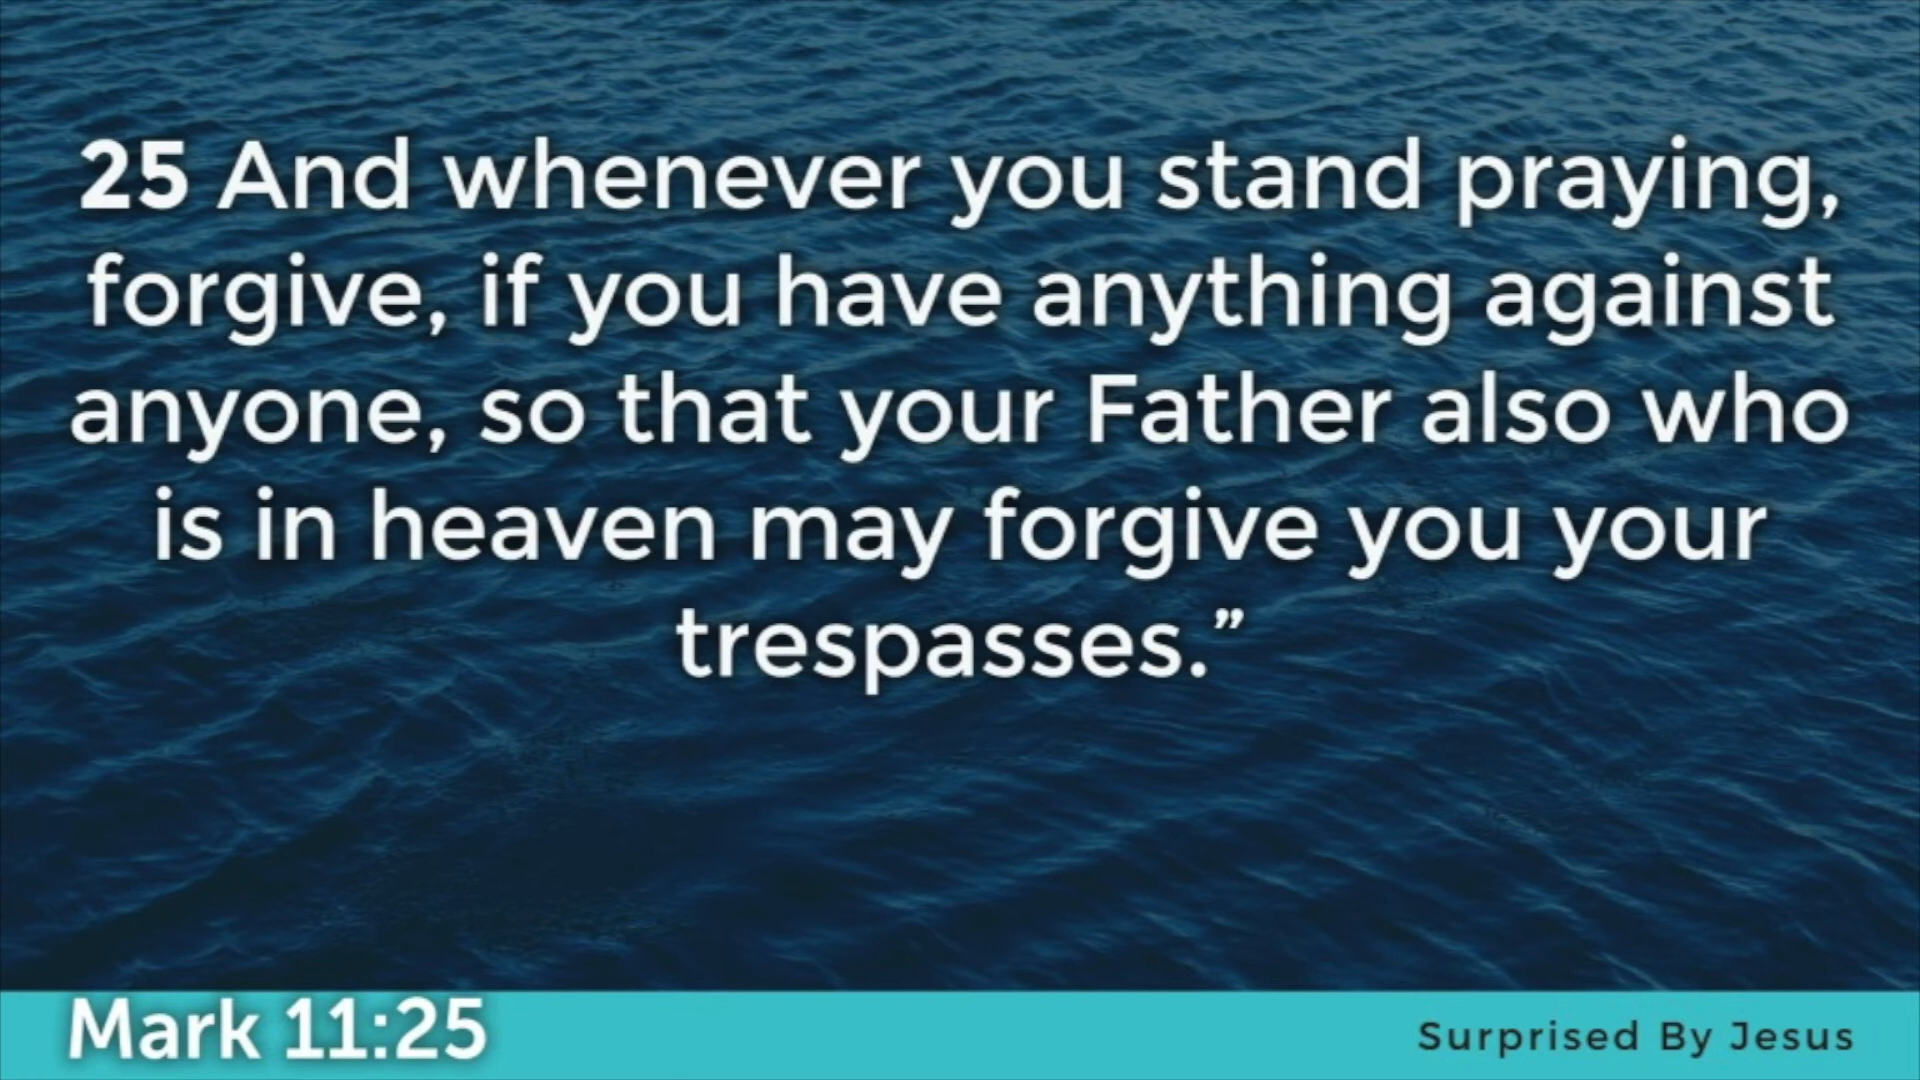 25 And whenever you stand praying,
forgive, if you have anything against
anyone, so that your Father also who
is in heaven may forgive you your
trespasses.”
Mark 11:25
Surprised By Jesus